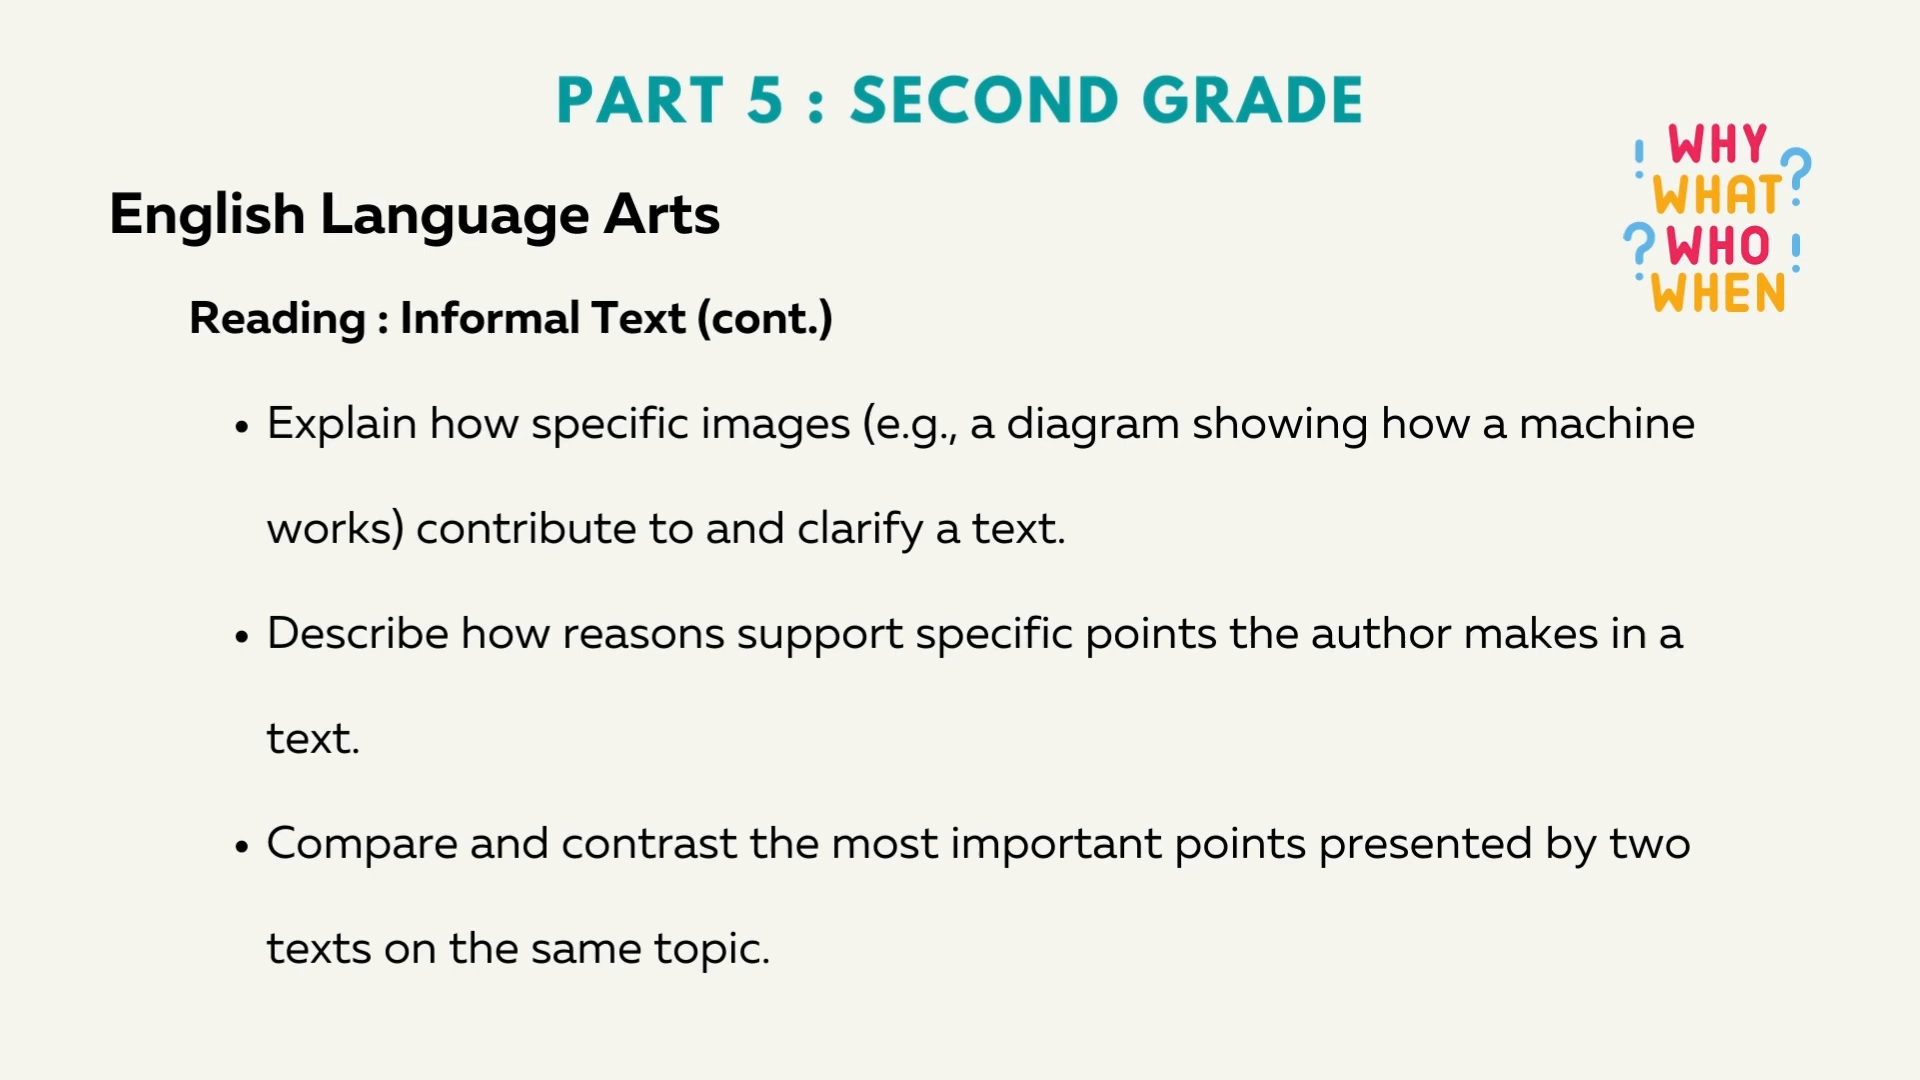 PART 5 : SECOND GRADE
English Language Arts
WHY
WHAT?
?WHO!
WHEN
Reading : Informal Text (cont.)
• Explain how specific images (e.g., a diagram showing how a machine
works) contribute to and clarify a text.
• Describe how reasons support specific points the author makes in a
text.
• Compare and contrast the most important points presented by two
texts on the same topic.